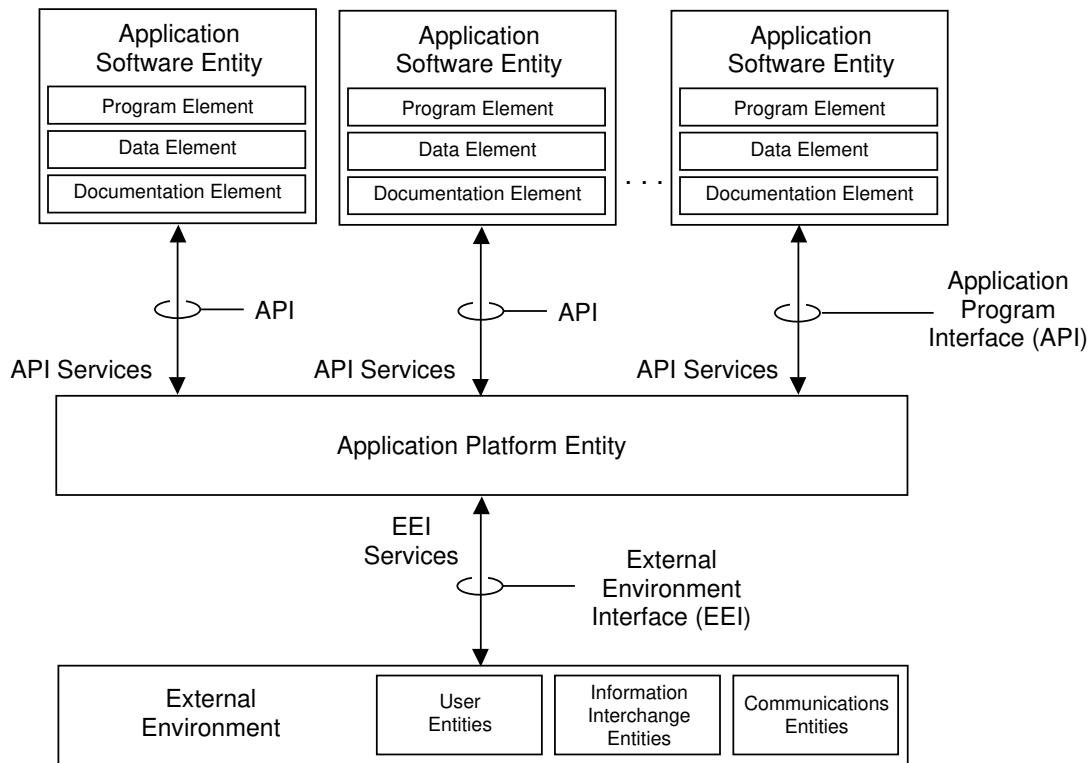 Application
Software Entity
Program Element
Data Element
Documentation Element
Application
Software Entity
Program Element
Data Element
Documentation Element
. . .
Application
Software Entity
Program Element
Data Element
Documentation Element
API
API
Application
Program
Interface (API)
API Services
API Services
API Services
Application Platform Entity
EEI
Services
External
Environment
Interface (EEI)
External
Environment
User
Entities
Information
Interchange
Entities
Communications
Entities